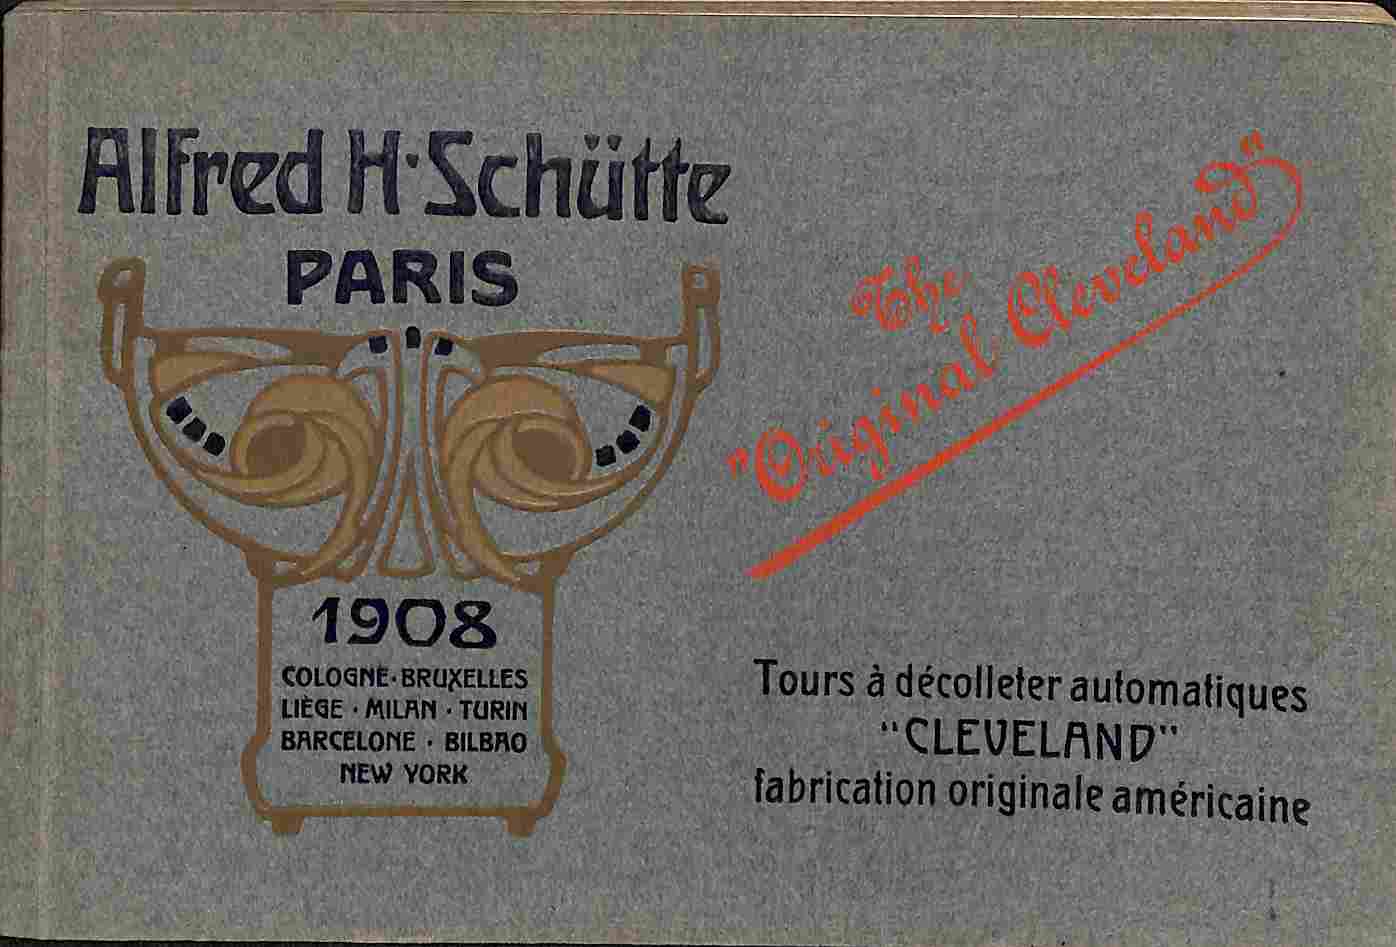 Alfred H. Schütte
PARIS
1908
COLOGNE · BRUXELLES
LIÈGE · MILAN · TURIN
BARCELONE · BILBAO
NEW YORK
The
"Original Cleveland"
Tours à décolleter automatiques
"CLEVELAND"
fabrication originale américaine